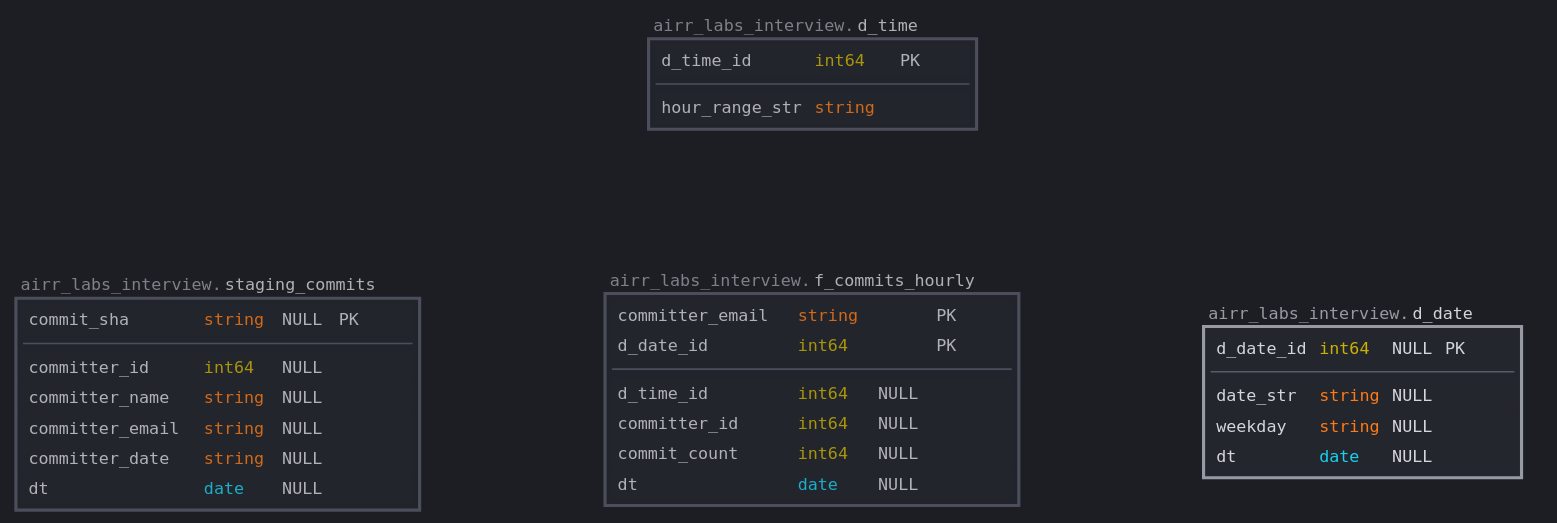 airr_labs_interview.d_time
d_time_id int64 PK
hour_range_str string
airr_labs_interview.staging_commits
commit_sha string NULL PK
committer_id int64 NULL
committer_name string NULL
committer_email string NULL
committer_date string NULL
dt date NULL
airr_labs_interview.f_commits_hourly
committer_email string PK
d_date_id int64 PK
d_time_id int64 NULL
committer_id int64 NULL
commit_count int64 NULL
dt date NULL
airr_labs_interview.d_date
d_date_id int64 NULL PK
date_str string NULL
weekday string NULL
dt date NULL